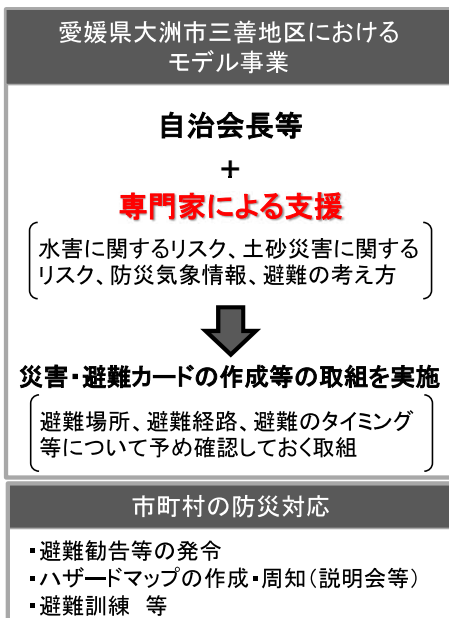 愛媛県大洲市三善地区における
モデル事業
自治会長等
+
専門家による支援
水害に関するリスク、土砂災害に関する
リスク、防災気象情報、避難の考え方
災害・避難カードの作成等の取組を実施
避難場所、避難経路、避難のタイミング
等について予め確認しておく取組
市町村の防災対応
・避難勧告等の発令
・ハザードマップの作成・周知(説明会等)
・避難訓練 等